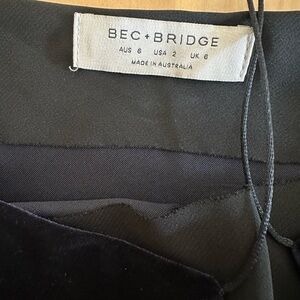 BEC + BRIDGE
AUS 6 USA 2 UK 6
MADE IN AUSTRALIA